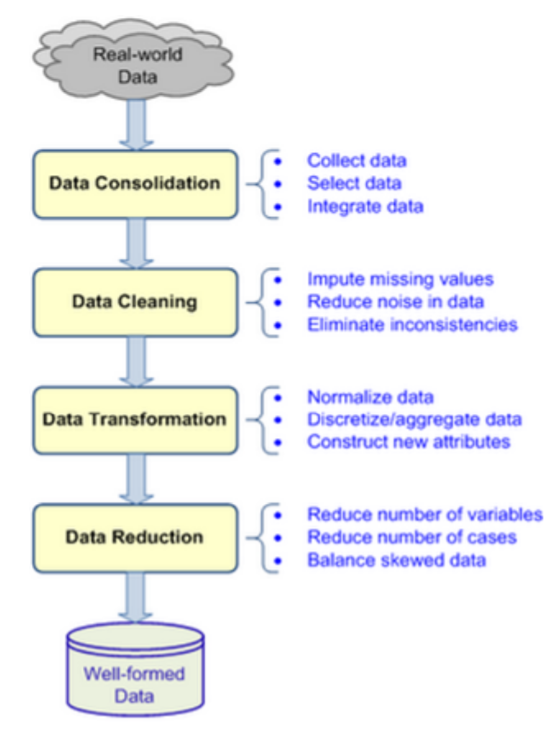 Real-world
Data
Data Consolidation
• Collect data
• Select data
• Integrate data
Data Cleaning
• Impute missing values
• Reduce noise in data
• Eliminate inconsistencies
Data Transformation
• Normalize data
• Discretize/aggregate data
• Construct new attributes
Data Reduction
• Reduce number of variables
• Reduce number of cases
• Balance skewed data
Well-formed
Data